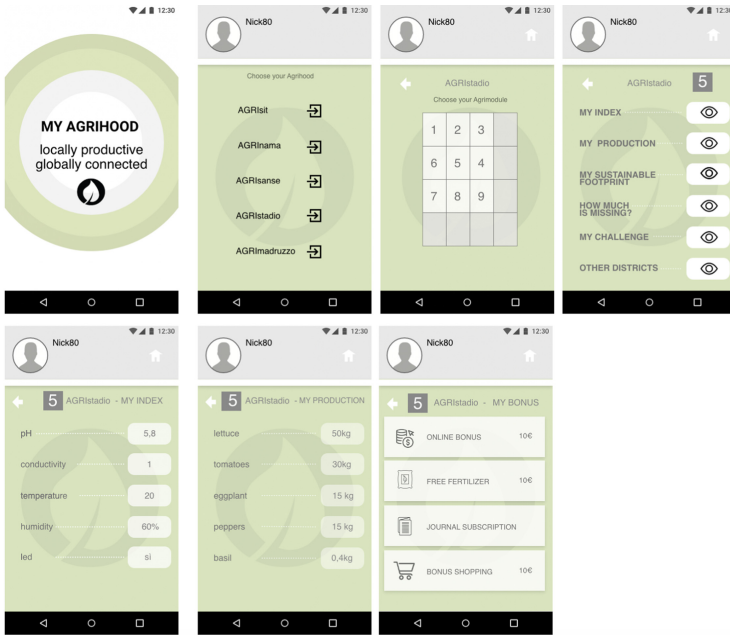 12:30
MY AGRIHOOD
locally productive
globally connected
12:30
Nick80
Choose your Agrihood
AGRIsit
AGRInama
AGRIsanse
AGRIstadio
AGRImadruzzo
12:30
Nick80
AGRIstadio
Choose your Agrimodule
1 2 3
6 5 4
7 8 9
12:30
Nick80
AGRIstadio 5
MY INDEX
MY PRODUCTION
MY SUSTAINABLE
FOOTPRINT
HOW MUCH
IS MISSING?
MY CHALLENGE
OTHER DISTRICTS
12:30
Nick80
5 AGRIstadio - MY INDEX
pH 5,8
conductivity 1
temperature 20
humidity 60%
led si
12:30
Nick80
5 AGRIstadio - MY PRODUCTION
lettuce 50kg
tomatoes 30kg
eggplant 15 kg
peppers 15 kg
basil 0,4kg
12:30
Nick80
5 AGRIstadio - MY BONUS
ONLINE BONUS 10€
FREE FERTILIZER 10€
JOURNAL SUBSCRIPTION
BONUS SHOPPING 10€